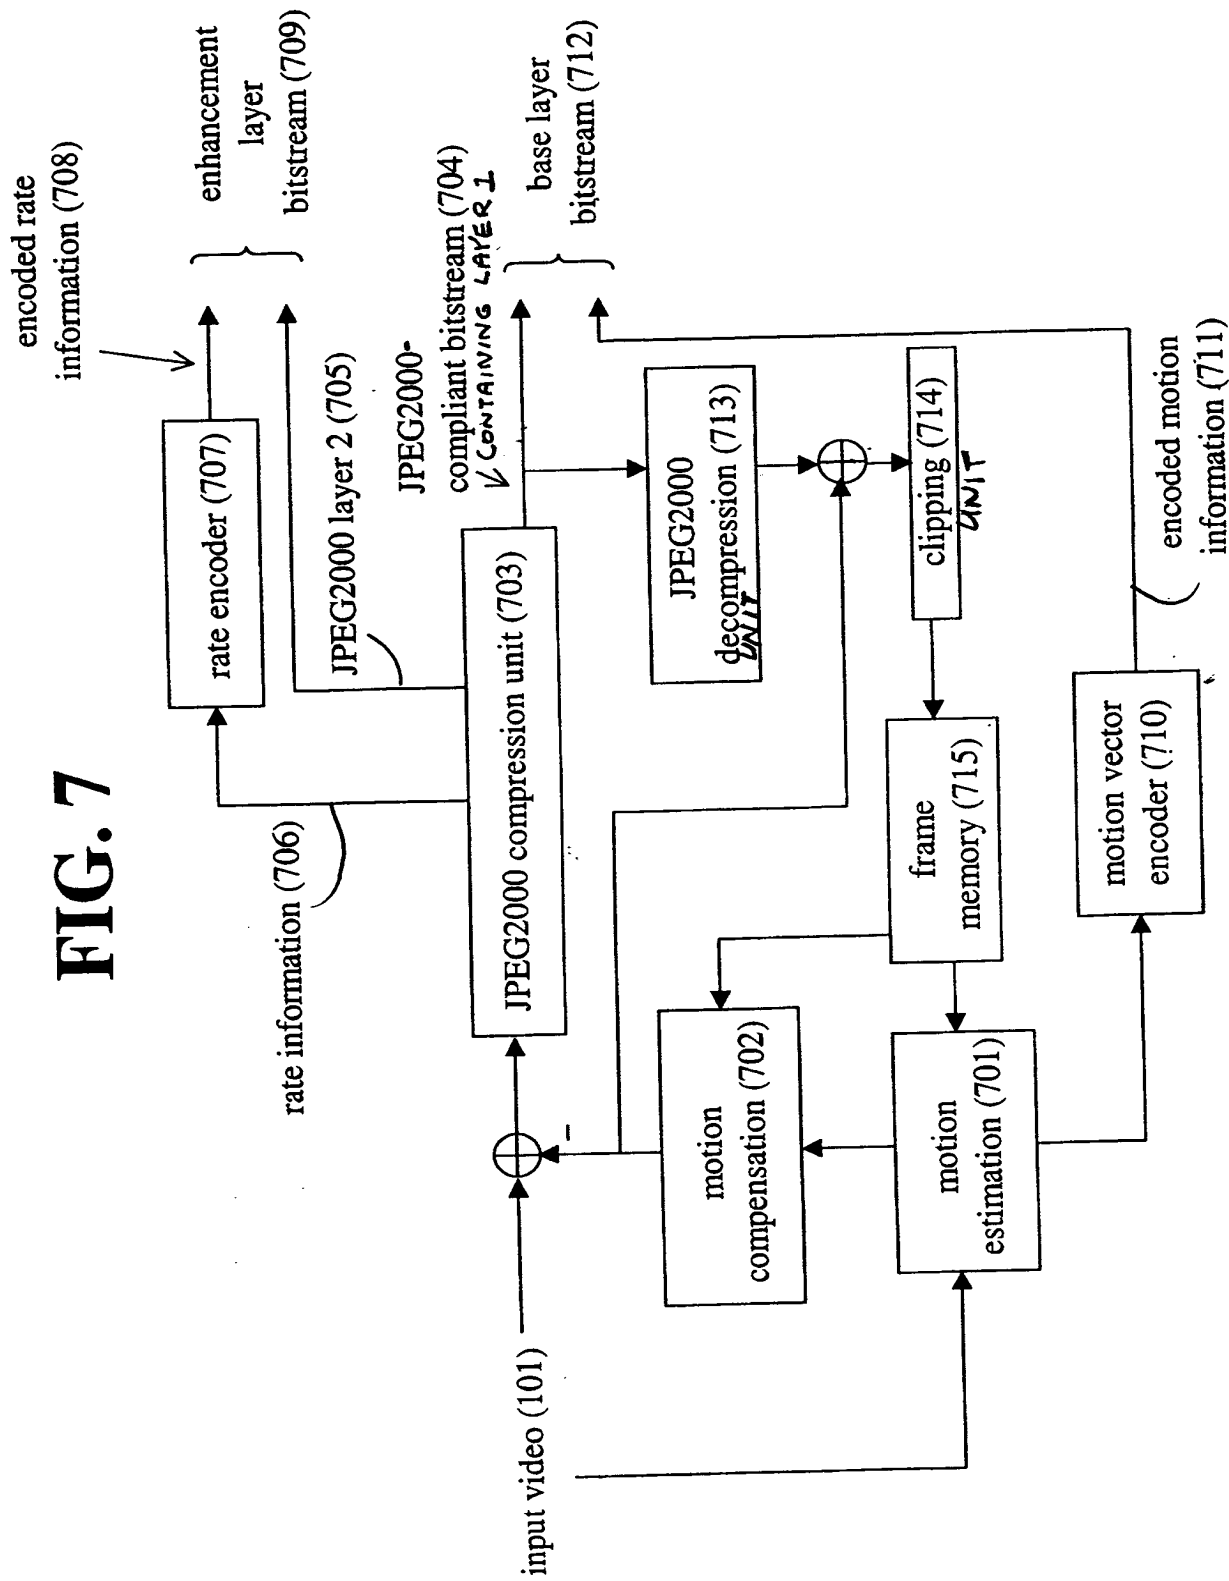 FIG. 7
encoded rate
information (708)
enhancement
layer
bitstream (709)
rate encoder (707)
rate information (706)
JPEG2000 layer 2 (705)
JPEG2000-
compliant bitstream (704)
CONTAINING LAYER 1
base layer
bitstream (712)
input video (101)
-
JPEG2000 compression unit (703)
JPEG2000
decompression (713)
UNIT
motion
compensation (702)
clipping (714)
UNIT
frame
memory (715)
motion
estimation (701)
motion vector
encoder (710)
encoded motion
information (711)